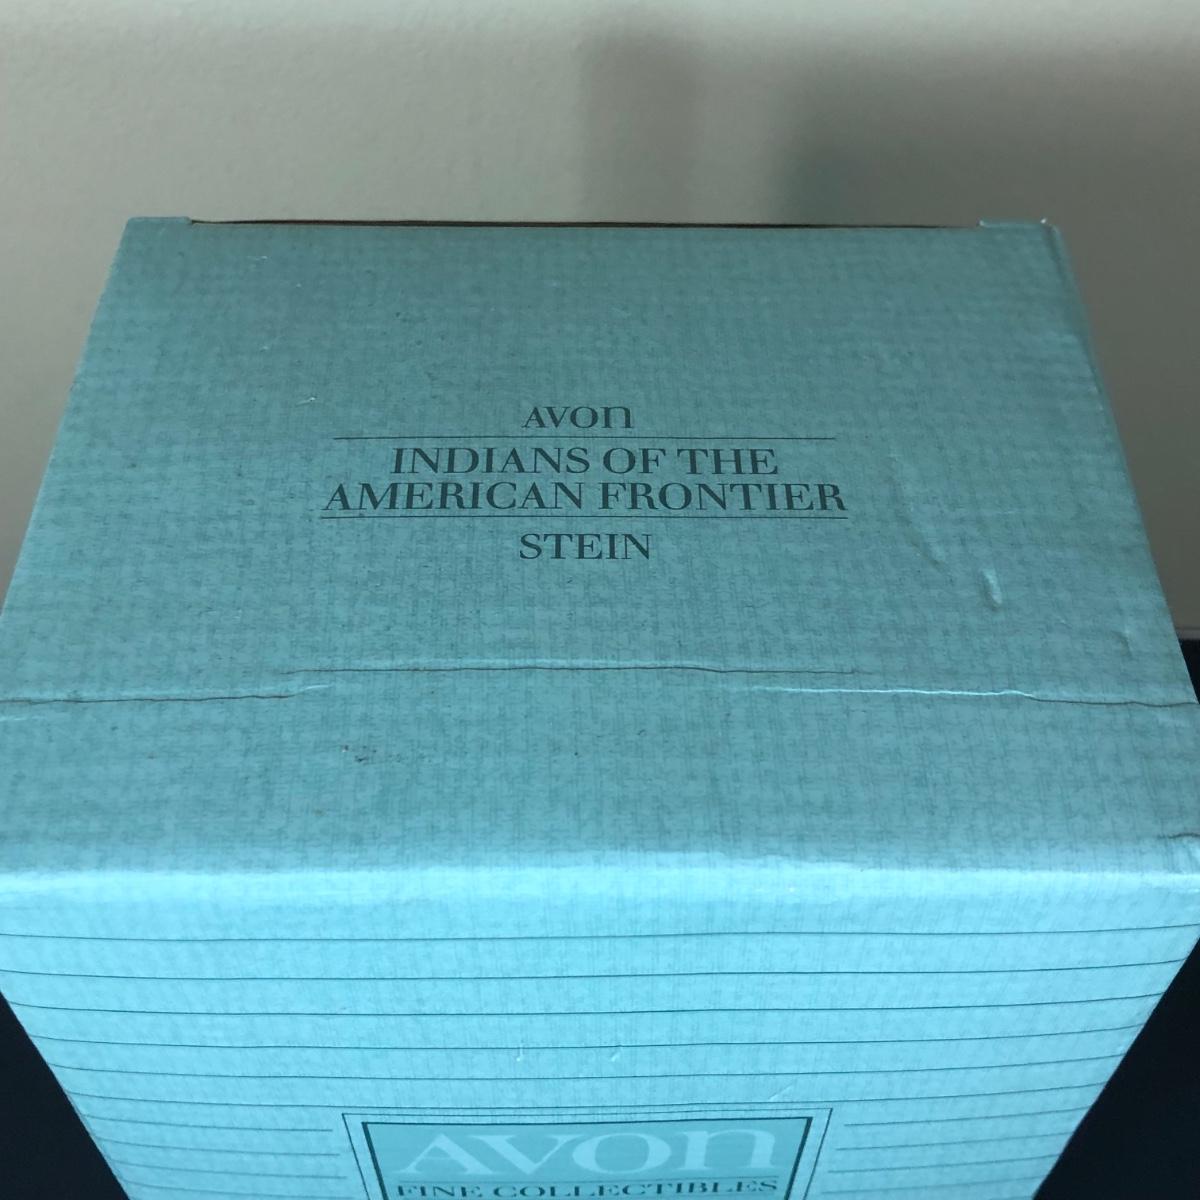 AVON
INDIANS OF THE
AMERICAN FRONTIER
STEIN
AVON
FINE COLLECTIBLES